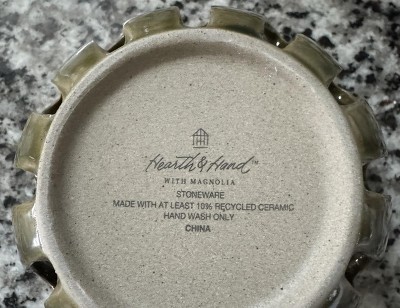 Hearth & Hand™
WITH MAGNOLIA
STONEWARE
MADE WITH AT LEAST 10% RECYCLED CERAMIC
HAND WASH ONLY
CHINA